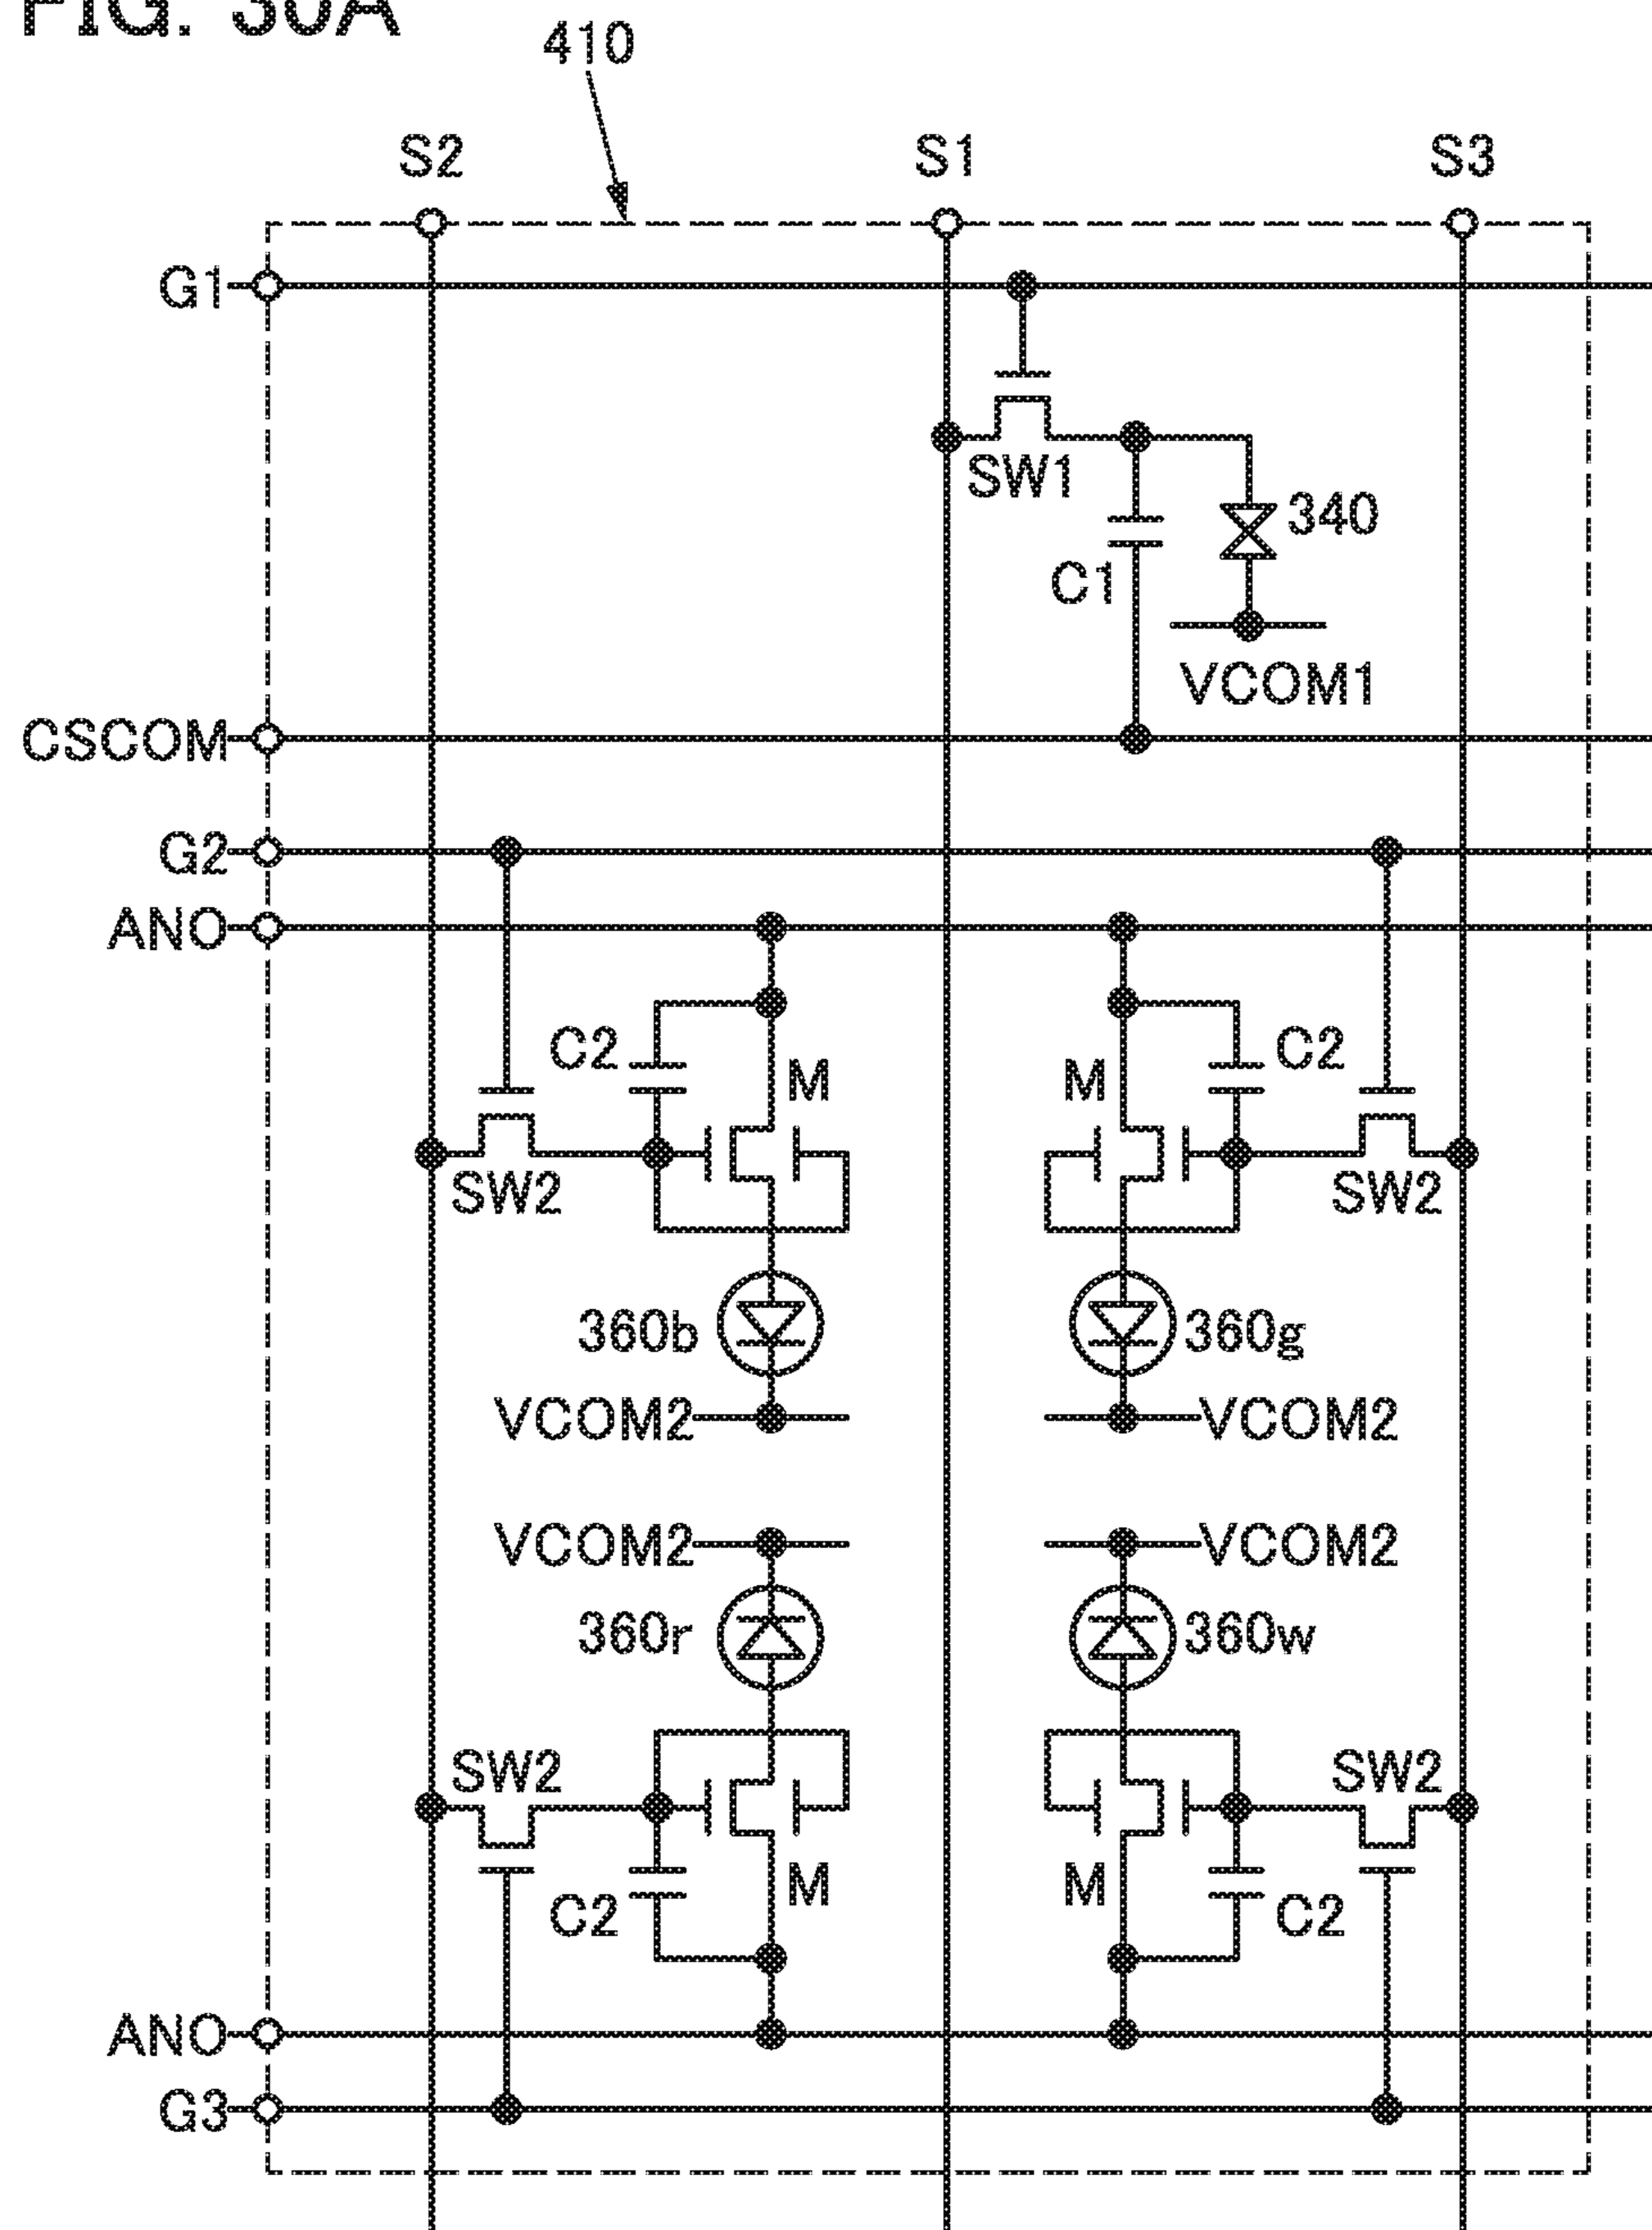 FIG. 30A
410
S2 S1 S3
G1
SW1
340
C1
VCOM1
CSCOM
G2
ANO
C2 M M C2
SW2 SW2
360b 360g
VCOM2 VCOM2
VCOM2 VCOM2
360r 360w
SW2 SW2
C2 M M C2
ANO
G3